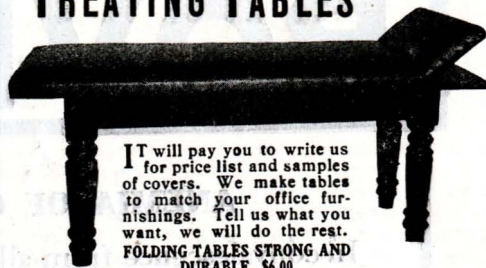 TREATING TABLES
IT will pay you to write us
for price list and samples
of covers. We make tables
to match your office fur-
nishings. Tell us what you
want, we will do the rest.
FOLDING TABLES STRONG AND
DURABLE, $6.00